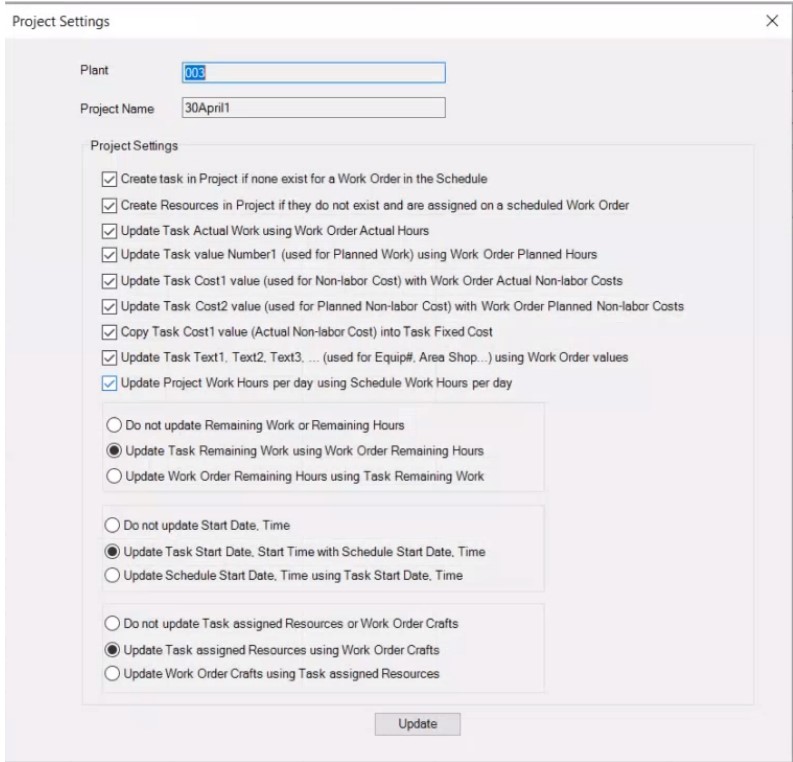 Project Settings
Plant
003
Project Name
30April1
Project Settings
Create task in Project if none exist for a Work Order in the Schedule
Create Resources in Project if they do not exist and are assigned on a scheduled Work Order
Update Task Actual Work using Work Order Actual Hours
Update Task value Number1 (used for Planned Work) using Work Order Planned Hours
Update Task Cost1 value (used for Non-labor Cost) with Work Order Actual Non-labor Costs
Update Task Cost2 value (used for Planned Non-labor Cost) with Work Order Planned Non-labor Costs
Copy Task Cost1 value (Actual Non-labor Cost) into Task Fixed Cost
Update Task Text1, Text2, Text3, ... (used for Equip#, Area Shop...) using Work Order values
Update Project Work Hours per day using Schedule Work Hours per day
Do not update Remaining Work or Remaining Hours
Update Task Remaining Work using Work Order Remaining Hours
Update Work Order Remaining Hours using Task Remaining Work
Do not update Start Date, Time
Update Task Start Date, Start Time with Schedule Start Date, Time
Update Schedule Start Date, Time using Task Start Date, Time
Do not update Task assigned Resources or Work Order Crafts
Update Task assigned Resources using Work Order Crafts
Update Work Order Crafts using Task assigned Resources
Update